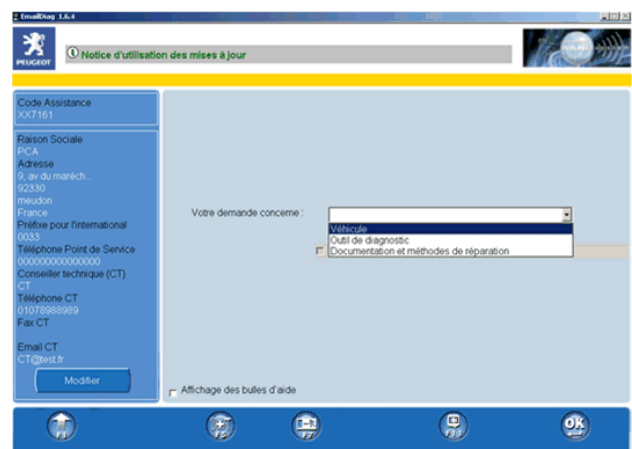 EmailDiag 1.6.4
PEUGEOT
Notice d'utilisation des mises à jour
Code Assistance
XX7161
Raison Sociale
PCA
Adresse
9, av du maréch...
92330
meudon
France
Préfixe pour l'international
0033
Téléphone Point de Service
000000000000000
Conseiller technique (CT)
CT
Téléphone CT
01078988989
Fax CT
Email CT
CT@test.fr
Modifier
Votre demande concerne :
Véhicule
Outil de diagnostic
Documentation et méthodes de réparation
Affichage des bulles d'aide
F1
F5
F7
OK